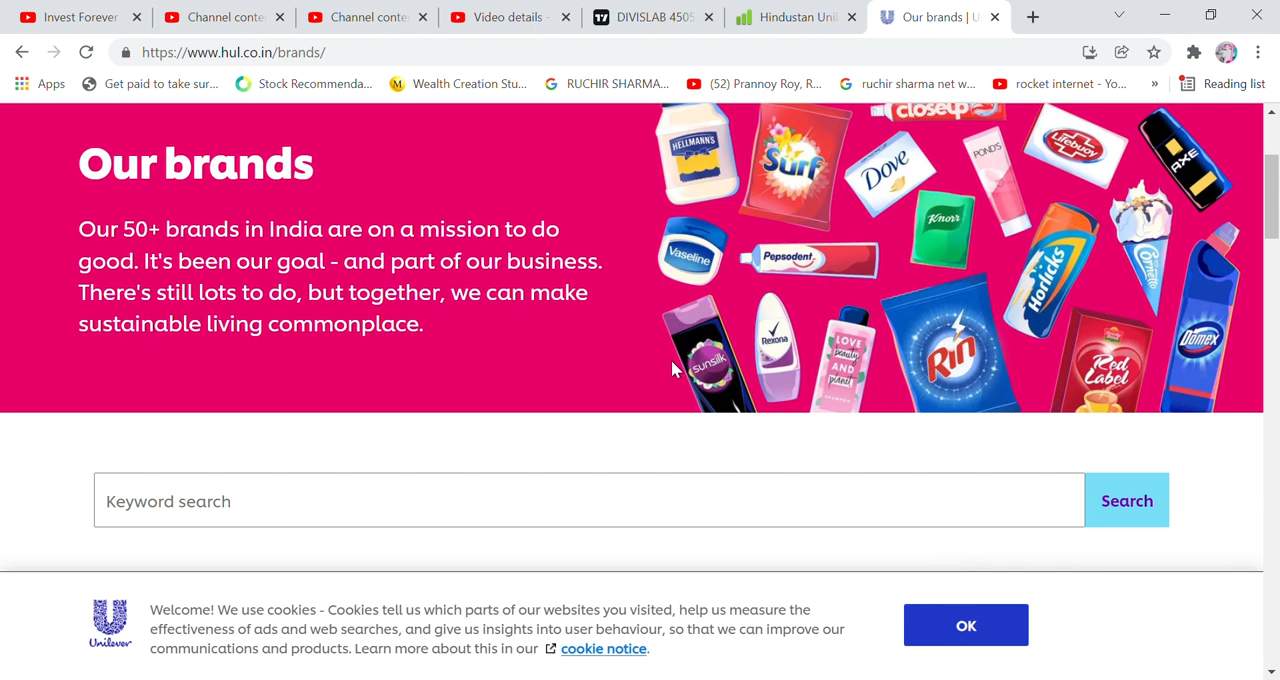 Invest Forever
Channel conte
Channel conte
Video details -
DIVISLAB 4505
Hindustan Unil
Our brands | U
https://www.hul.co.in/brands/
Apps
Get paid to take sur...
Stock Recommenda...
Wealth Creation Stu...
RUCHIR SHARMA...
(52) Prannoy Roy, R...
ruchir sharma net w...
rocket internet - Yo...
»
Reading list
Our brands
Our 50+ brands in India are on a mission to do
good. It's been our goal - and part of our business.
There's still lots to do, but together, we can make
sustainable living commonplace.
HELLMANN'S
Surf
closeup
Dove
POND'S
Lifebuoy
AXE
Vaseline
Pepsodent
Knorr
Horlicks
Cornetto
sunsilk
Rexona
LOVE
beauty
AND
planet
SHAMPOO
Rin
Red
Label
Domex
Keyword search
Search
Unilever
Welcome! We use cookies - Cookies tell us which parts of our websites you visited, help us measure the
effectiveness of ads and web searches, and give us insights into user behaviour, so that we can improve our
communications and products. Learn more about this in our cookie notice.
OK